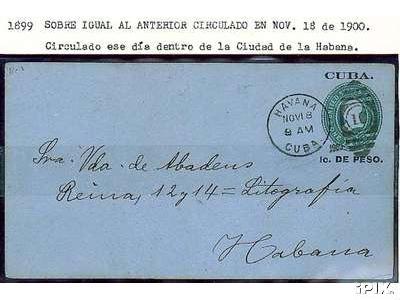 1899 SOBRE IGUAL AL ANTERIOR CIRCULADO EN NOV. 18 de 1900.
Circulado ese día dentro de la Ciudad de la Habana.
CUBA.
HAVANA
NOV 18
9 AM
CUBA
1c. DE PESO.
Sra. Vda. de Abadens
Reina, 12 y 14 = Litografía
Habana